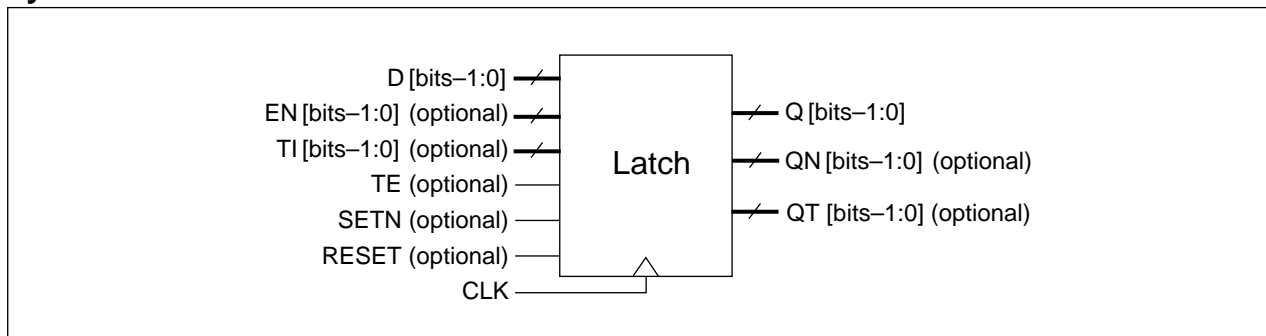 D [bits–1:0]
EN [bits–1:0] (optional)
TI [bits–1:0] (optional)
TE (optional)
SETN (optional)
RESET (optional)
CLK
Latch
Q [bits–1:0]
QN [bits–1:0] (optional)
QT [bits–1:0] (optional)